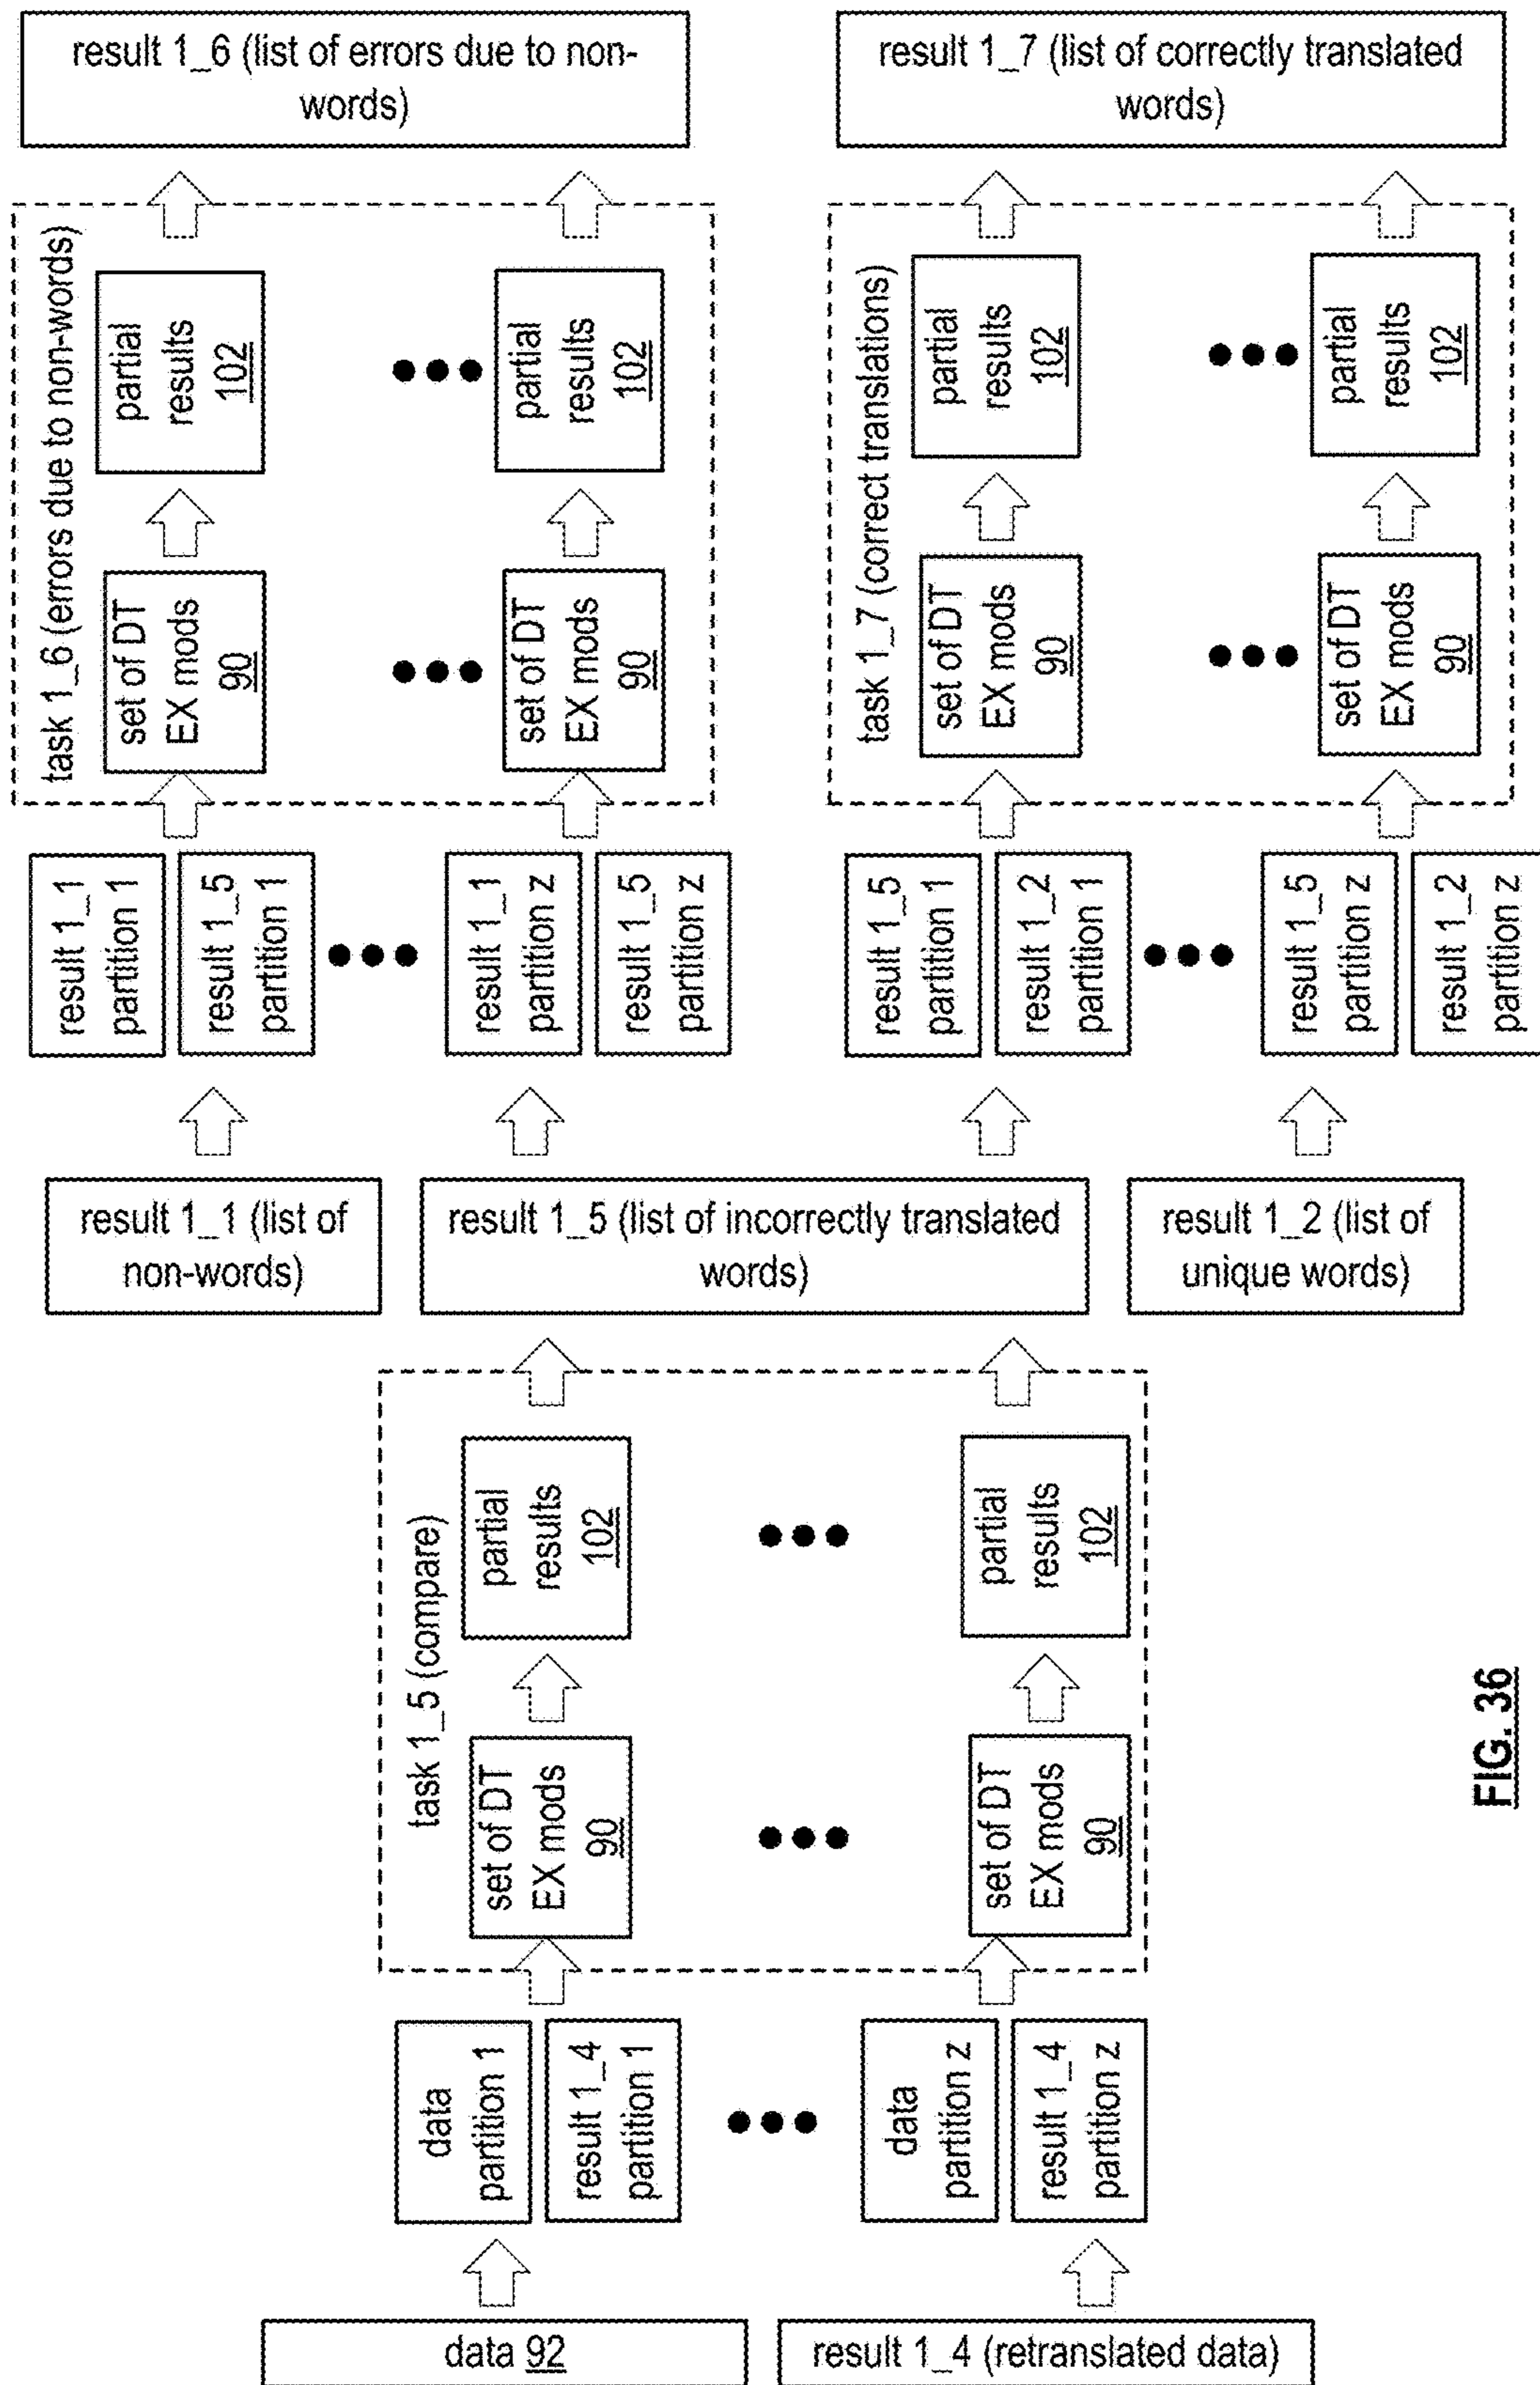 data 92
result 1_4 (retranslated data)
data
partition 1
result 1_4
partition 1
data
partition z
result 1_4
partition z
task 1_5 (compare)
set of DT
EX mods
90
partial
results
102
set of DT
EX mods
90
partial
results
102
result 1_1 (list of
non-words)
result 1_5 (list of incorrectly translated
words)
result 1_2 (list of
unique words)
result 1_1
partition 1
result 1_5
partition 1
result 1_1
partition z
result 1_5
partition z
task 1_6 (errors due to non-words)
set of DT
EX mods
90
partial
results
102
set of DT
EX mods
90
partial
results
102
result 1_6 (list of errors due to non-
words)
result 1_5
partition 1
result 1_2
partition 1
result 1_5
partition z
result 1_2
partition z
task 1_7 (correct translations)
set of DT
EX mods
90
partial
results
102
set of DT
EX mods
90
partial
results
102
result 1_7 (list of correctly translated
words)
FIG. 36